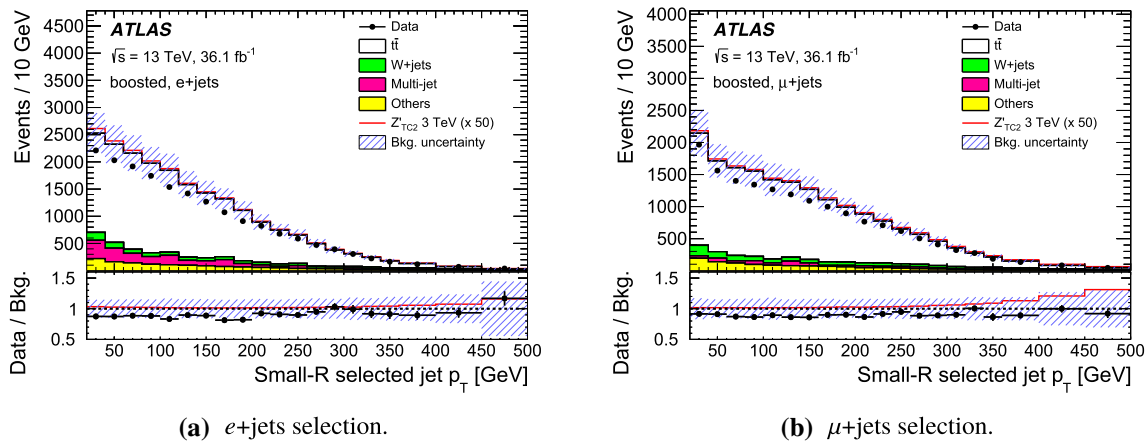 Events / 10 GeV
4500
4000
3500
3000
2500
2000
1500
1000
500
ATLAS
√s = 13 TeV, 36.1 fb⁻¹
boosted, e+jets
Data
tt̄
W+jets
Multi-jet
Others
Z'TC2 3 TeV (x 50)
Bkg. uncertainty
Data / Bkg.
1.5
1
0.5
50 100 150 200 250 300 350 400 450 500
Small-R selected jet pT [GeV]
(a) e+jets selection.
Events / 10 GeV
4000
3500
3000
2500
2000
1500
1000
500
ATLAS
√s = 13 TeV, 36.1 fb⁻¹
boosted, μ+jets
Data
tt̄
W+jets
Multi-jet
Others
Z'TC2 3 TeV (x 50)
Bkg. uncertainty
Data / Bkg.
1.5
1
0.5
50 100 150 200 250 300 350 400 450 500
Small-R selected jet pT [GeV]
(b) μ+jets selection.